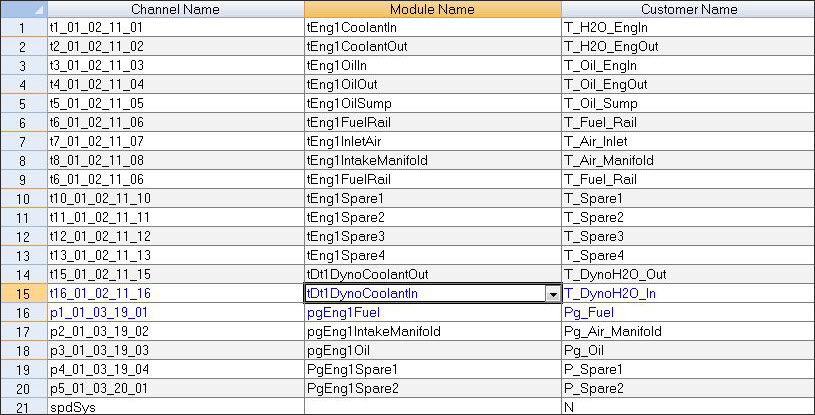 Channel Name Module Name Customer Name
1 t1_01_02_11_01 tEng1CoolantIn T_H2O_EngIn
2 t2_01_02_11_02 tEng1CoolantOut T_H2O_EngOut
3 t3_01_02_11_03 tEng1OilIn T_Oil_EngIn
4 t4_01_02_11_04 tEng1OilOut T_Oil_EngOut
5 t5_01_02_11_05 tEng1OilSump T_Oil_Sump
6 t6_01_02_11_06 tEng1FuelRail T_Fuel_Rail
7 t7_01_02_11_07 tEng1InletAir T_Air_Inlet
8 t8_01_02_11_08 tEng1IntakeManifold T_Air_Manifold
9 t6_01_02_11_06 tEng1FuelRail T_Fuel_Rail
10 t10_01_02_11_10 tEng1Spare1 T_Spare1
11 t11_01_02_11_11 tEng1Spare2 T_Spare2
12 t12_01_02_11_12 tEng1Spare3 T_Spare3
13 t13_01_02_11_13 tEng1Spare4 T_Spare4
14 t15_01_02_11_15 tDt1DynoCoolantOut T_DynoH2O_Out
15 t16_01_02_11_16 tDt1DynoCoolantIn T_DynoH2O_In
16 p1_01_03_19_01 pgEng1Fuel Pg_Fuel
17 p2_01_03_19_02 pgEng1IntakeManifold Pg_Air_Manifold
18 p3_01_03_19_03 pgEng1Oil Pg_Oil
19 p4_01_03_19_04 PgEng1Spare1 P_Spare1
20 p5_01_03_20_01 PgEng1Spare2 P_Spare2
21 spdSys N